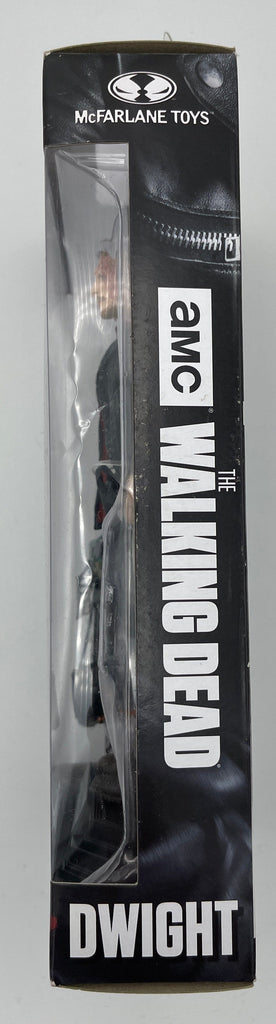 McFARLANE TOYS
amc
THE
WALKING DEAD
DWIGHT